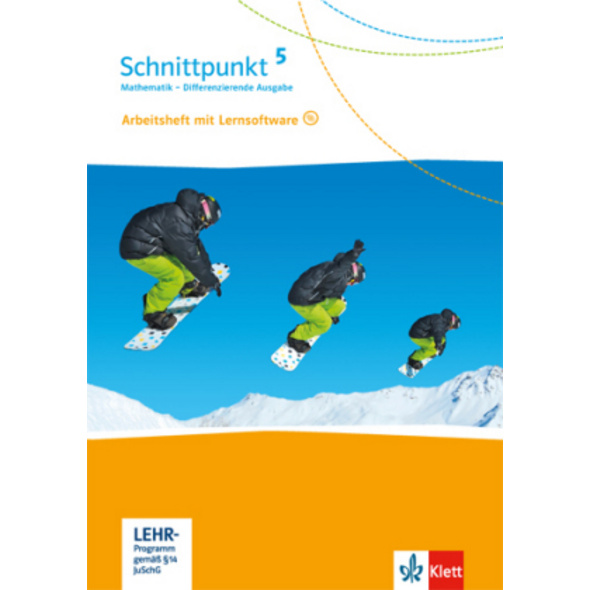 Schnittpunkt 5
Mathematik – Differenzierende Ausgabe
Arbeitsheft mit Lernsoftware
LEHR-
Programm
gemäß §14
JuSchG
Klett